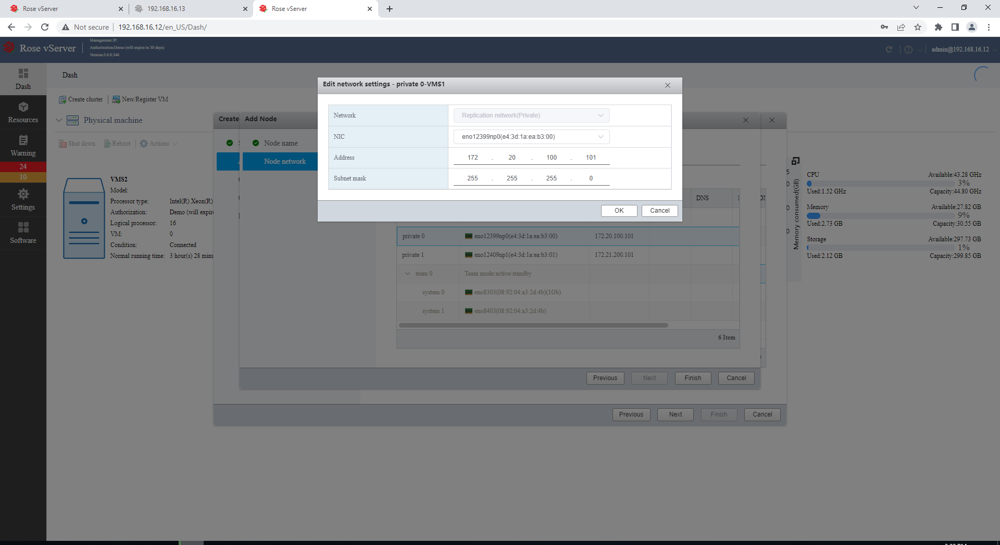 Rose vServer
192.168.16.13
Rose vServer
Not secure
192.168.16.12/en_US/Dash/
Rose vServer
Management IP:
Authorization:Demo (will expire in 30 days)
Version:3.0.0.346
admin@192.168.16.12
Dash
Resources
Warning
24
10
Settings
Software
Dash
Create cluster
New/Register VM
Physical machine
Shut down
Reboot
Actions
VMS2
Model:
Processor type: Intel(R) Xeon(R)
Authorization: Demo (will expir
Logical processor: 16
VM: 0
Condition: Connected
Normal running time: 3 hour(s) 28 minu
Create
Add Node
Node name
Node network
Edit network settings - private 0-VMS1
Network Replication network(Private)
NIC eno12399np0(e4:3d:1a:ea:b3:00)
Address 172 . 20 . 100 . 101
Subnet mask 255 . 255 . 255 . 0
OK
Cancel
DNS
private 0 eno12399np0(e4:3d:1a:ea:b3:00) 172.20.100.101
private 1 eno12409np1(e4:3d:1a:ea:b3:01) 172.21.200.101
team 0 Team mode:active/standby
system 0 eno8303(08:92:04:a3:2d:4b)(1Gb)
system 1 eno8403(08:92:04:a3:2d:4b)
6 Item
Previous
Next
Finish
Cancel
Previous
Next
Finish
Cancel
Memory consumed(GB)
5
0
0
0
CPU Available:43.28 GHz
3%
Used:1.52 GHz Capacity:44.80 GHz
Memory Available:27.82 GB
9%
Used:2.73 GB Capacity:30.55 GB
Storage Available:297.73 GB
1%
Used:2.12 GB Capacity:299.85 GB